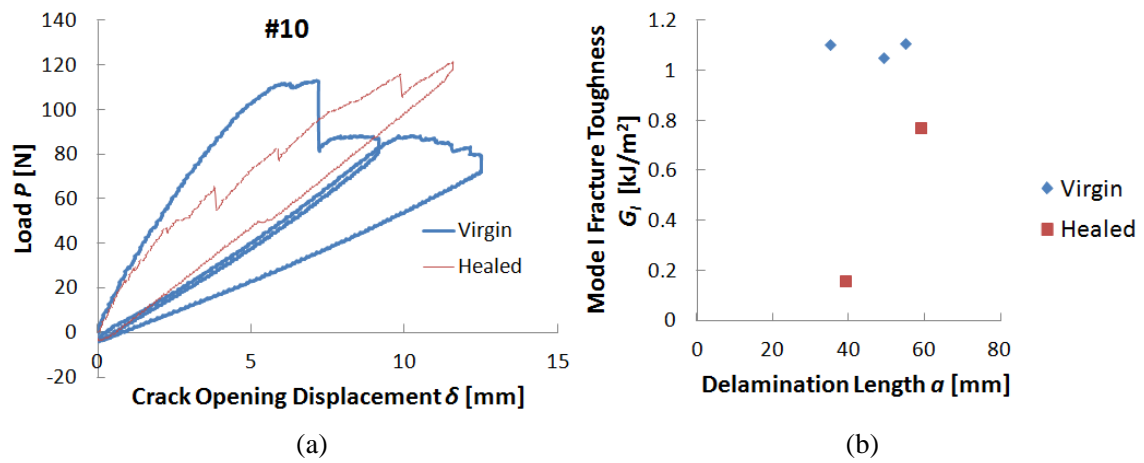 #10
140
120
100
80
60
40
20
0
-20
0 5 10 15
Load P [N]
Crack Opening Displacement δ [mm]
Virgin
Healed
(a)
1.2
1
0.8
0.6
0.4
0.2
0
0 20 40 60 80
Mode I Fracture Toughness
G_I [kJ/m²]
Delamination Length a [mm]
Virgin
Healed
(b)